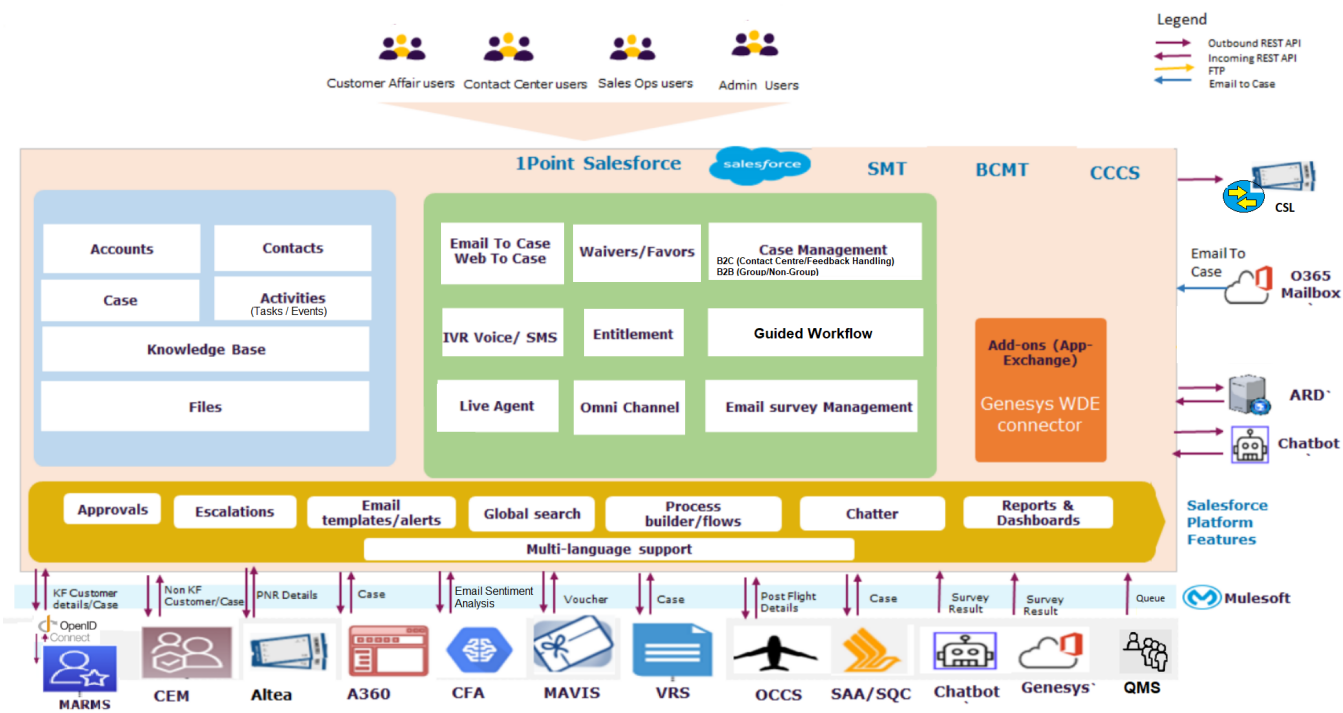 Legend
Outbound REST API
Incoming REST API
FTP
Email to Case
Customer Affair users
Contact Center users
Sales Ops users
Admin Users
1Point Salesforce
salesforce
SMT
BCMT
CCCS
CSL
Accounts
Contacts
Case
Activities
(Tasks / Events)
Knowledge Base
Files
Email To Case
Web To Case
Waivers/Favors
Case Management
B2C (Contact Centre/Feedback Handling)
B2B (Group/Non-Group)
IVR Voice/ SMS
Entitlement
Guided Workflow
Live Agent
Omni Channel
Email survey Management
Add-ons (App-
Exchange)
Genesys WDE
connector
Email To
Case
O365
Mailbox
`
ARD`
Chatbot
`
Approvals
Escalations
Email
templates/alerts
Global search
Process
builder/flows
Chatter
Reports &
Dashboards
Multi-language support
Salesforce
Platform
Features
KF Customer
details/Case
Non KF
Customer/Case
PNR Details
Case
Email Sentiment
Analysis
Voucher
Case
Post Flight
Details
Case
Survey
Result
Survey
Result
Queue
Mulesoft
OpenID
Connect
MARMS
CEM
Altea
A360
CFA
MAVIS
VRS
OCCS
SAA/SQC
Chatbot
`
Genesys`
QMS